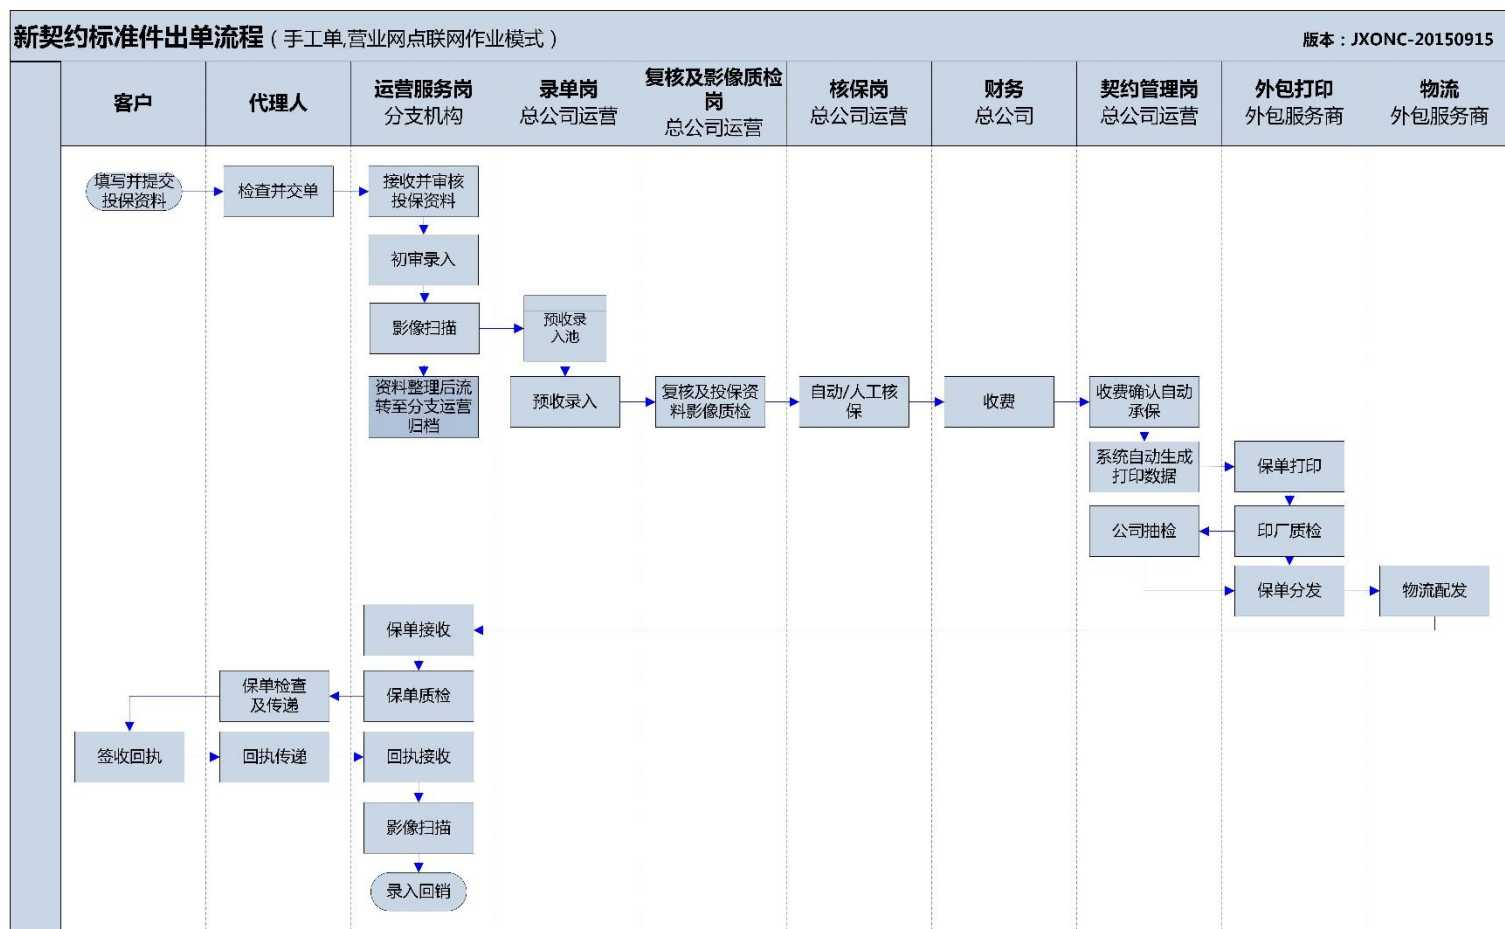 新契约标准件出单流程（手工单,营业网点联网作业模式）
版本：JXONC-20150915
客户
代理人
运营服务岗
分支机构
录单岗
总公司运营
复核及影像质检
岗
总公司运营
核保岗
总公司运营
财务
总公司
契约管理岗
总公司运营
外包打印
外包服务商
物流
外包服务商
填写并提交
投保资料
检查并交单
接收并审核
投保资料
初审录入
影像扫描
预收录
入池
资料整理后流
转至分支运营
归档
预收录入
复核及投保资
料影像质检
自动/人工核
保
收费
收费确认自动
承保
系统自动生成
打印数据
保单打印
公司抽检
印厂质检
保单分发
物流配发
保单接收
保单检查
及传递
保单质检
签收回执
回执传递
回执接收
影像扫描
录入回销